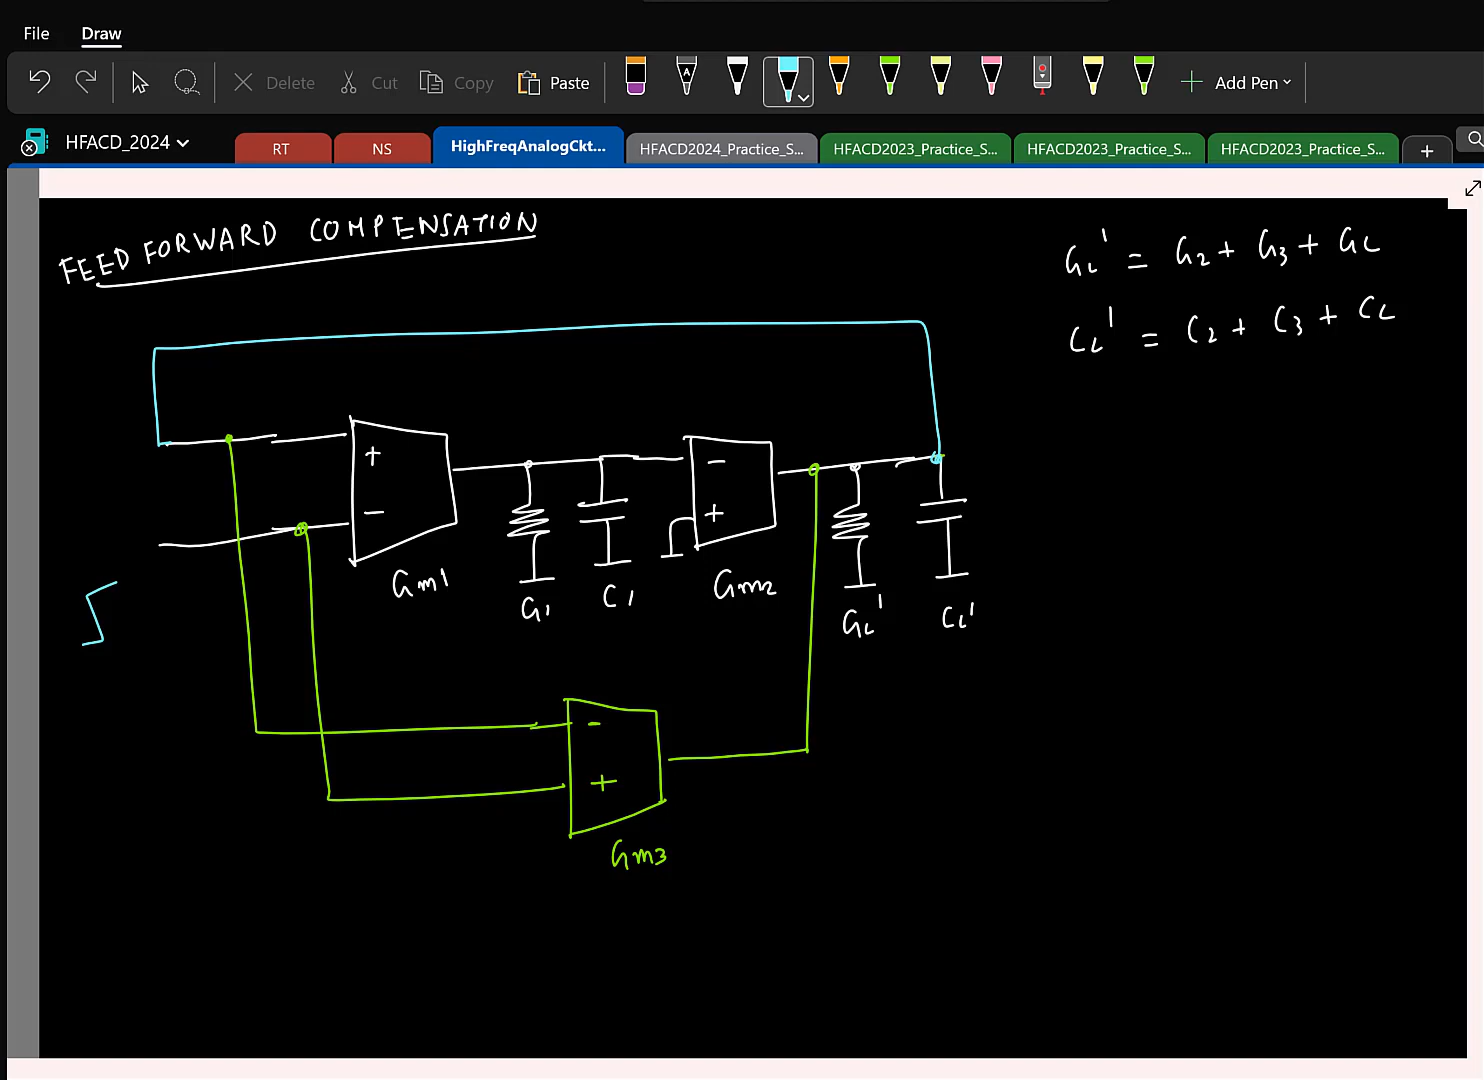 File Draw
Delete Cut Copy Paste A Add Pen
HFACD_2024 RT NS HighFreqAnalogCkt... HFACD2024_Practice_S... HFACD2023_Practice_S... HFACD2023_Practice_S... HFACD2023_Practice_S... +
FEED FORWARD COMPENSATION
GL' = G2 + G3 + GL
CL' = C2 + C3 + CL
+
-
-
+
Gm1
G1
C1
Gm2
GL'
CL'
-
+
Gm3